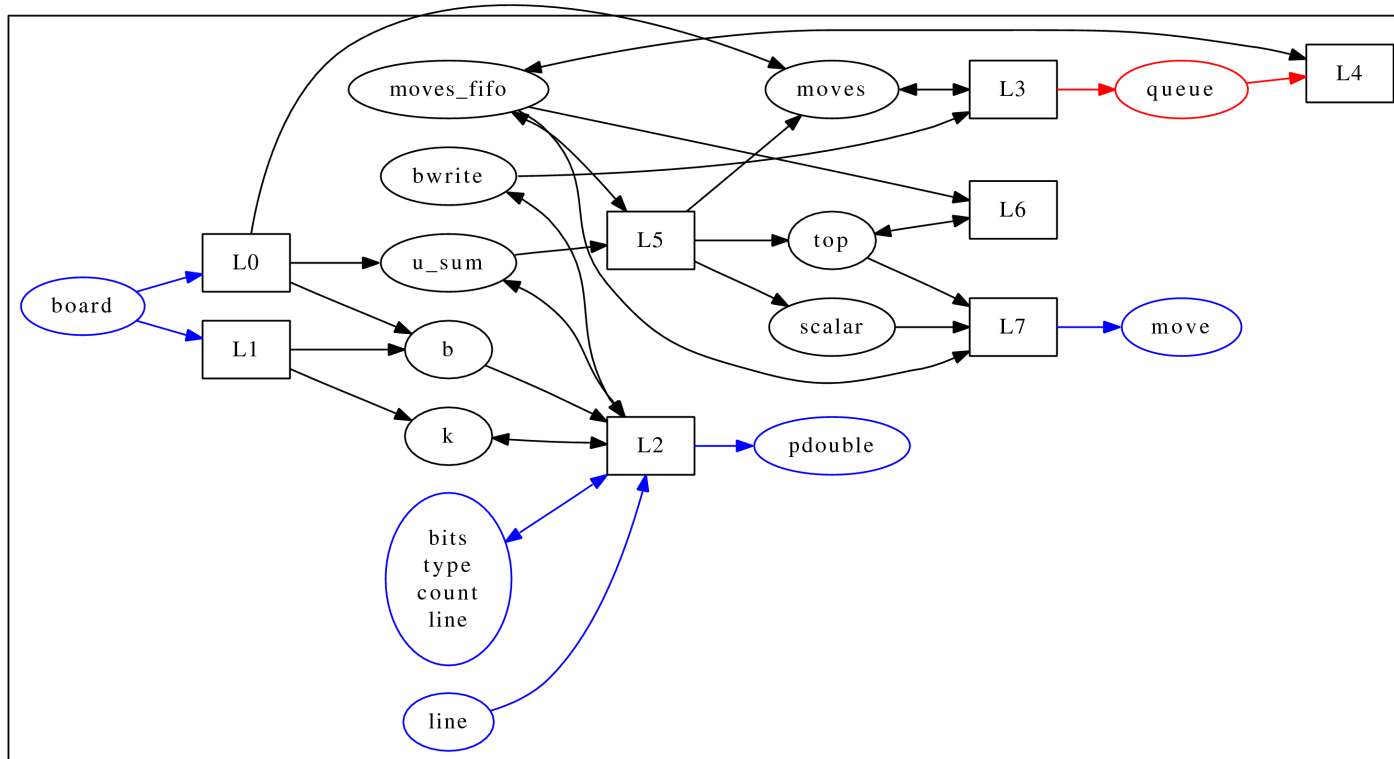 L4
moves_fifo
moves
L3
queue
bwrite
L6
L0
u_sum
L5
top
board
L1
b
scalar
L7
move
k
L2
pdouble
bits
type
count
line
line